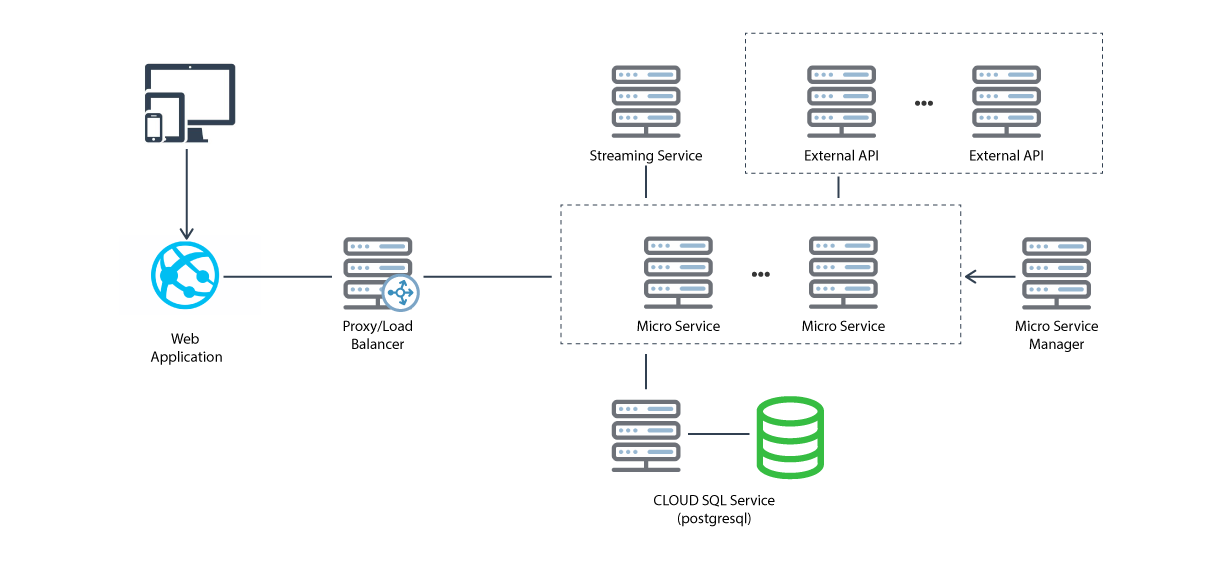 Streaming Service
External API
External API
Micro Service
Micro Service
Micro Service
Manager
Proxy/Load
Balancer
Web
Application
CLOUD SQL Service
(postgresql)